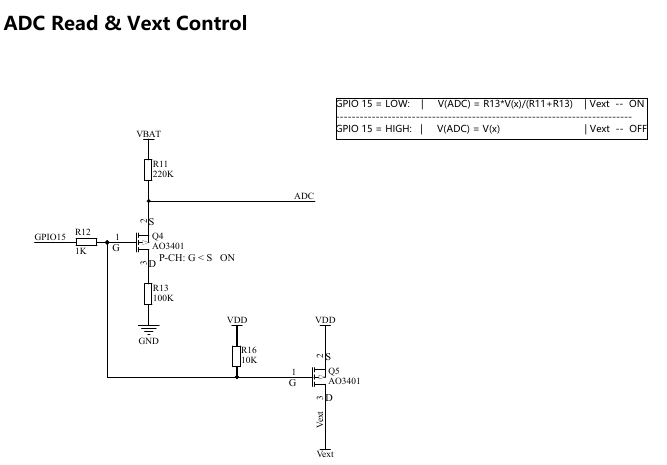 ADC Read & Vext Control
GPIO 15 = LOW: | V(ADC) = R13*V(x)/(R11+R13) | Vext -- ON
------------------------------------------------------------
GPIO 15 = HIGH: | V(ADC) = V(x) | Vext -- OFF
VBAT
R11
220K
ADC
2 S
GPIO15
R12
1K
1
G
Q4
AO3401
3 D
P-CH: G < S ON
R13
100K
GND
VDD
VDD
R16
10K
2 S
1
G
Q5
AO3401
3 D
Vext
Vext